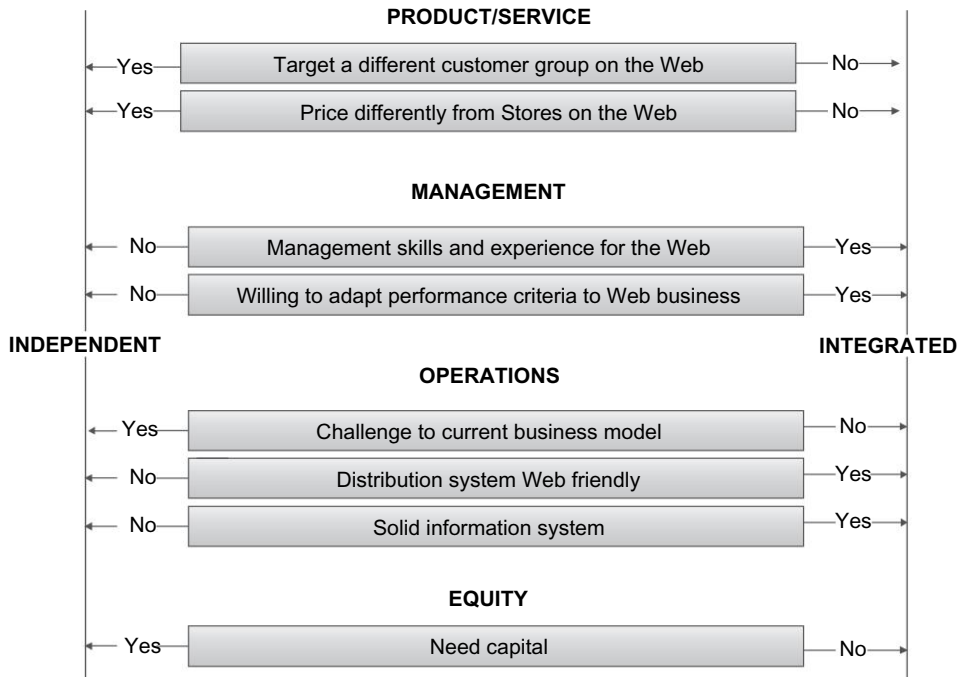 PRODUCT/SERVICE
Yes Target a different customer group on the Web No
Yes Price differently from Stores on the Web No
MANAGEMENT
No Management skills and experience for the Web Yes
No Willing to adapt performance criteria to Web business Yes
INDEPENDENT INTEGRATED
OPERATIONS
Yes Challenge to current business model No
No Distribution system Web friendly Yes
No Solid information system Yes
EQUITY
Yes Need capital No